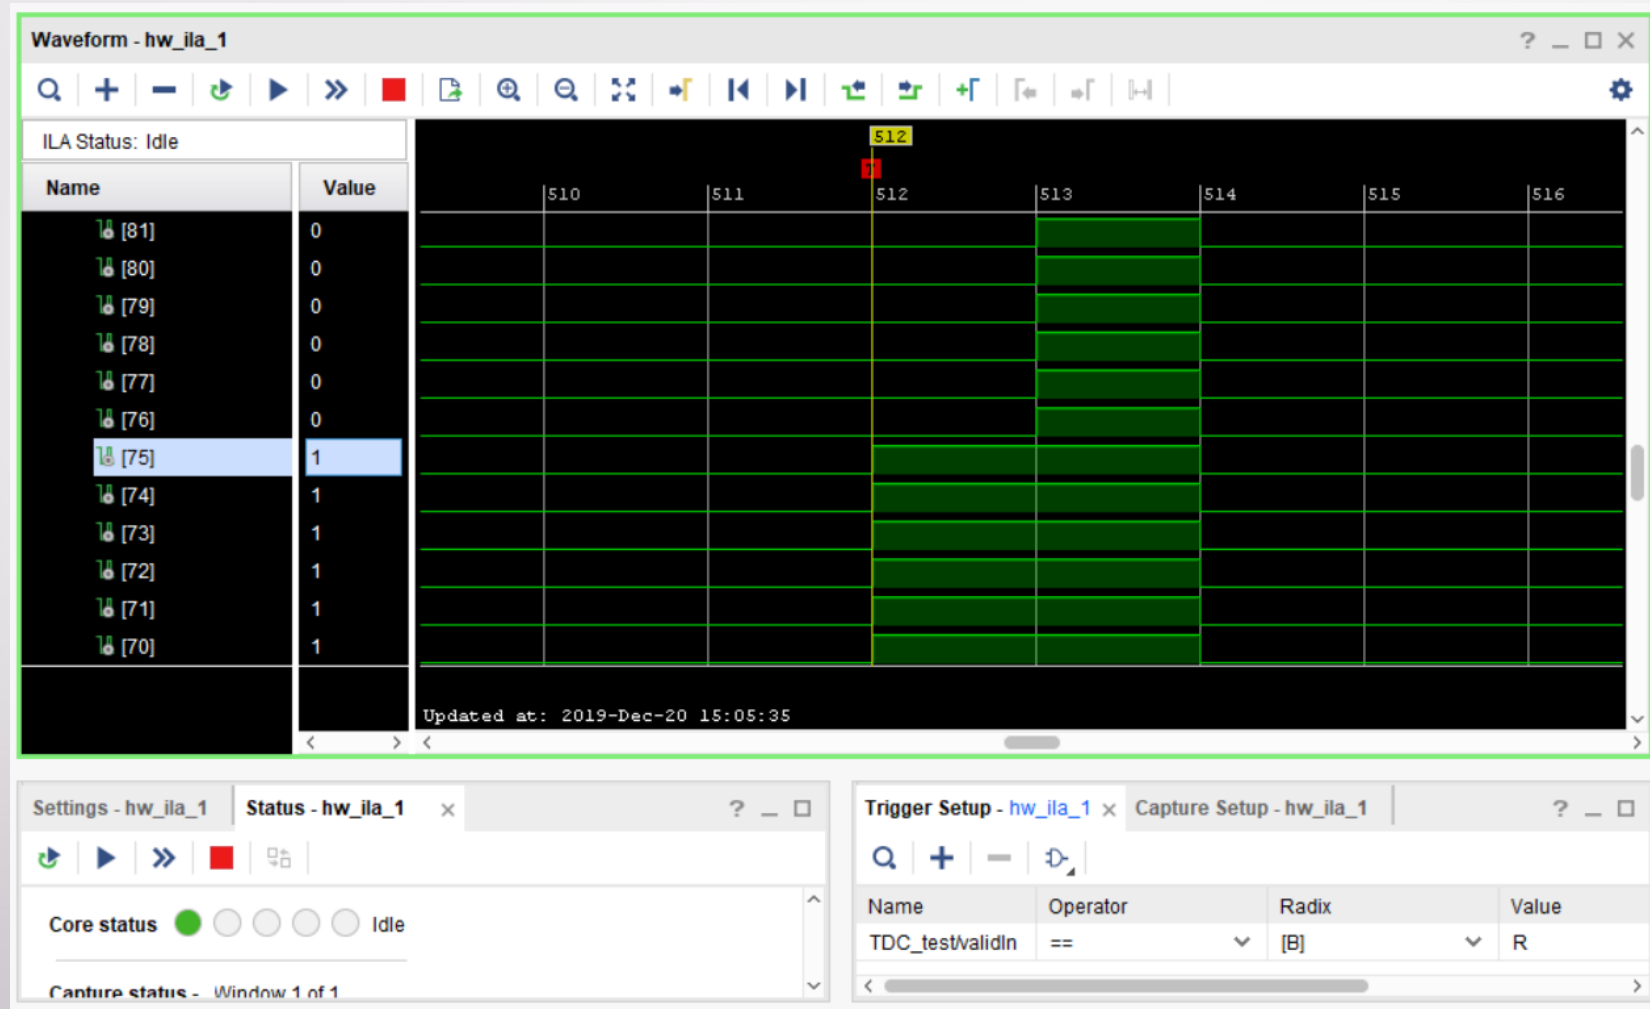 Waveform - hw_ila_1
ILA Status: Idle
Name Value
512
510 511 512 513 514 515 516
[81] 0
[80] 0
[79] 0
[78] 0
[77] 0
[76] 0
[75] 1
[74] 1
[73] 1
[72] 1
[71] 1
[70] 1
Updated at: 2019-Dec-20 15:05:35
Settings - hw_ila_1 Status - hw_ila_1
Core status Idle
Capture status - Window 1 of 1
Trigger Setup - hw_ila_1 Capture Setup - hw_ila_1
Name Operator Radix Value
TDC_test/validIn == [B] R